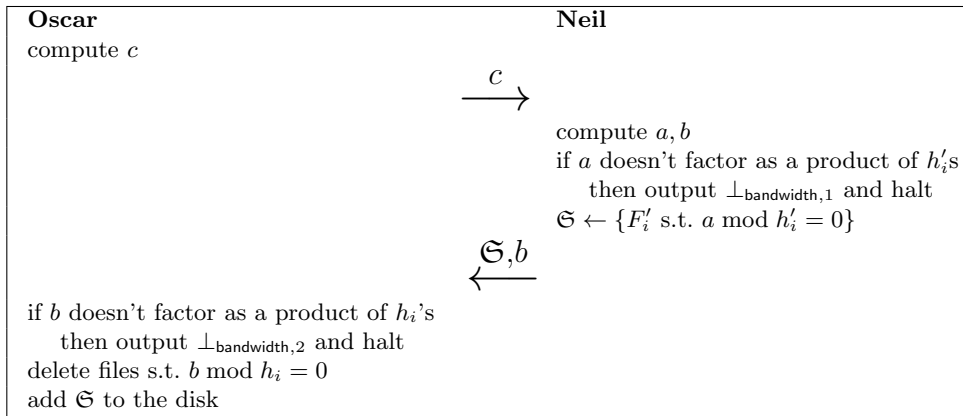 Oscar Neil
compute c
c
compute a, b
if a doesn't factor as a product of h′ᵢs
then output ⊥bandwidth,1 and halt
𝔖 ← {F′ᵢ s.t. a mod h′ᵢ = 0}
𝔖,b
if b doesn't factor as a product of hᵢ's
then output ⊥bandwidth,2 and halt
delete files s.t. b mod hᵢ = 0
add 𝔖 to the disk